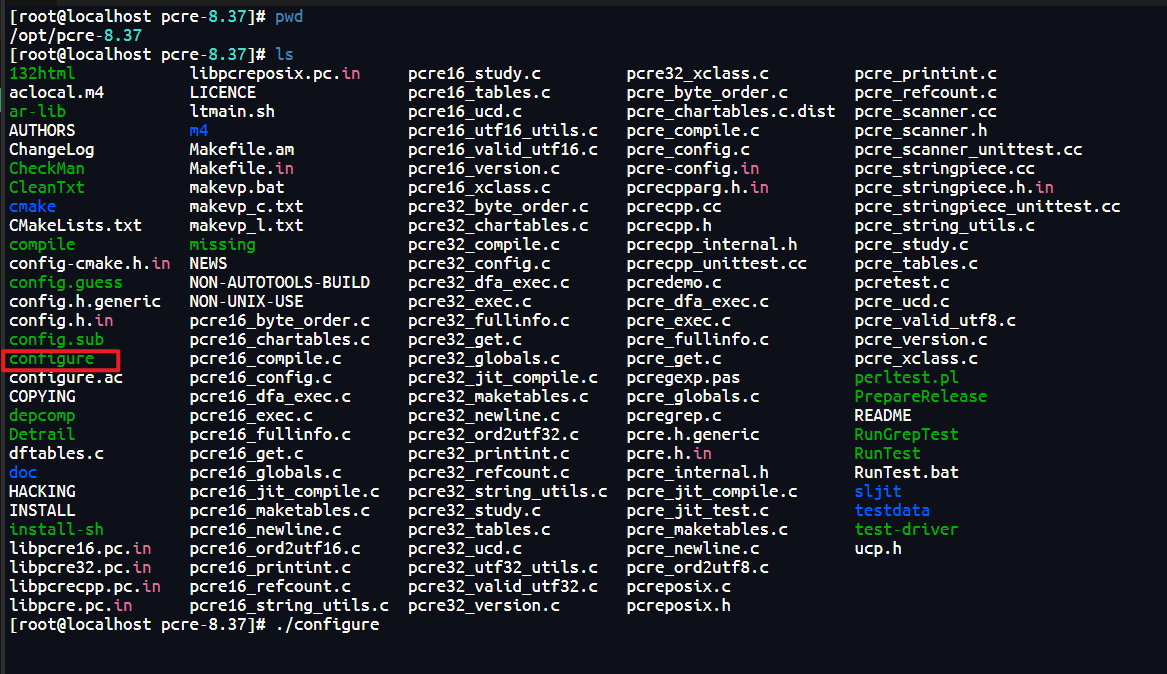 [root@localhost pcre-8.37]# pwd
/opt/pcre-8.37
[root@localhost pcre-8.37]# ls
132html libpcreposix.pc.in pcre16_study.c pcre32_xclass.c pcre_printint.c
aclocal.m4 LICENCE pcre16_tables.c pcre_byte_order.c pcre_refcount.c
ar-lib ltmain.sh pcre16_ucd.c pcre_chartables.c.dist pcre_scanner.cc
AUTHORS m4 pcre16_utf16_utils.c pcre_compile.c pcre_scanner.h
ChangeLog Makefile.am pcre16_valid_utf16.c pcre_config.c pcre_scanner_unittest.cc
CheckMan Makefile.in pcre16_version.c pcre-config.in pcre_stringpiece.cc
CleanTxt makevp.bat pcre16_xclass.c pcrecpparg.h.in pcre_stringpiece.h.in
cmake makevp_c.txt pcre32_byte_order.c pcrecpp.cc pcre_stringpiece_unittest.cc
CMakeLists.txt makevp_l.txt pcre32_chartables.c pcrecpp.h pcre_string_utils.c
compile missing pcre32_compile.c pcrecpp_internal.h pcre_study.c
config-cmake.h.in NEWS pcre32_config.c pcrecpp_unittest.cc pcre_tables.c
config.guess NON-AUTOTOOLS-BUILD pcre32_dfa_exec.c pcredemo.c pcretest.c
config.h.generic NON-UNIX-USE pcre32_exec.c pcre_dfa_exec.c pcre_ucd.c
config.h.in pcre16_byte_order.c pcre32_fullinfo.c pcre_exec.c pcre_valid_utf8.c
config.sub pcre16_chartables.c pcre32_get.c pcre_fullinfo.c pcre_version.c
configure pcre16_compile.c pcre32_globals.c pcre_get.c pcre_xclass.c
configure.ac pcre16_config.c pcre32_jit_compile.c pcregexp.pas perltest.pl
COPYING pcre16_dfa_exec.c pcre32_maketables.c pcre_globals.c PrepareRelease
depcomp pcre16_exec.c pcre32_newline.c pcregrep.c README
Detrail pcre16_fullinfo.c pcre32_ord2utf32.c pcre.h.generic RunGrepTest
dftables.c pcre16_get.c pcre32_printint.c pcre.h.in RunTest
doc pcre16_globals.c pcre32_refcount.c pcre_internal.h RunTest.bat
HACKING pcre16_jit_compile.c pcre32_string_utils.c pcre_jit_compile.c sljit
INSTALL pcre16_maketables.c pcre32_study.c pcre_jit_test.c testdata
install-sh pcre16_newline.c pcre32_tables.c pcre_maketables.c test-driver
libpcre16.pc.in pcre16_ord2utf16.c pcre32_ucd.c pcre_newline.c ucp.h
libpcre32.pc.in pcre16_printint.c pcre32_utf32_utils.c pcre_ord2utf8.c
libpcrecpp.pc.in pcre16_refcount.c pcre32_valid_utf32.c pcreposix.c
libpcre.pc.in pcre16_string_utils.c pcre32_version.c pcreposix.h
[root@localhost pcre-8.37]# ./configure